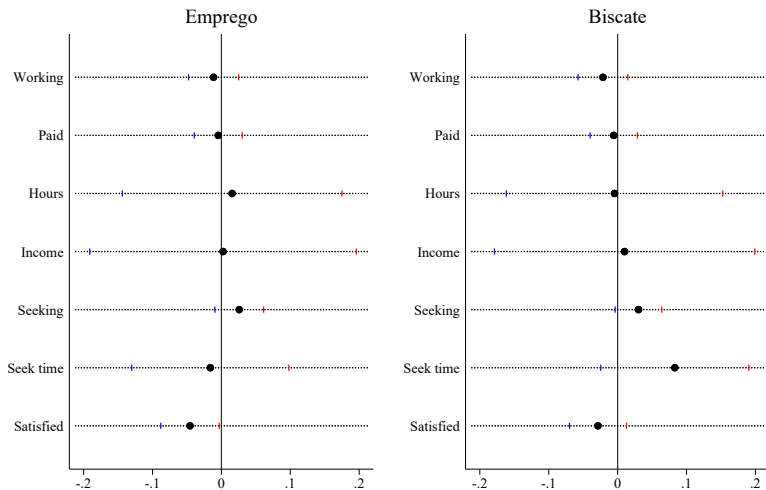 Emprego
Working
Paid
Hours
Income
Seeking
Seek time
Satisfied
-.2 -.1 0 .1 .2
Biscate
Working
Paid
Hours
Income
Seeking
Seek time
Satisfied
-.2 -.1 0 .1 .2